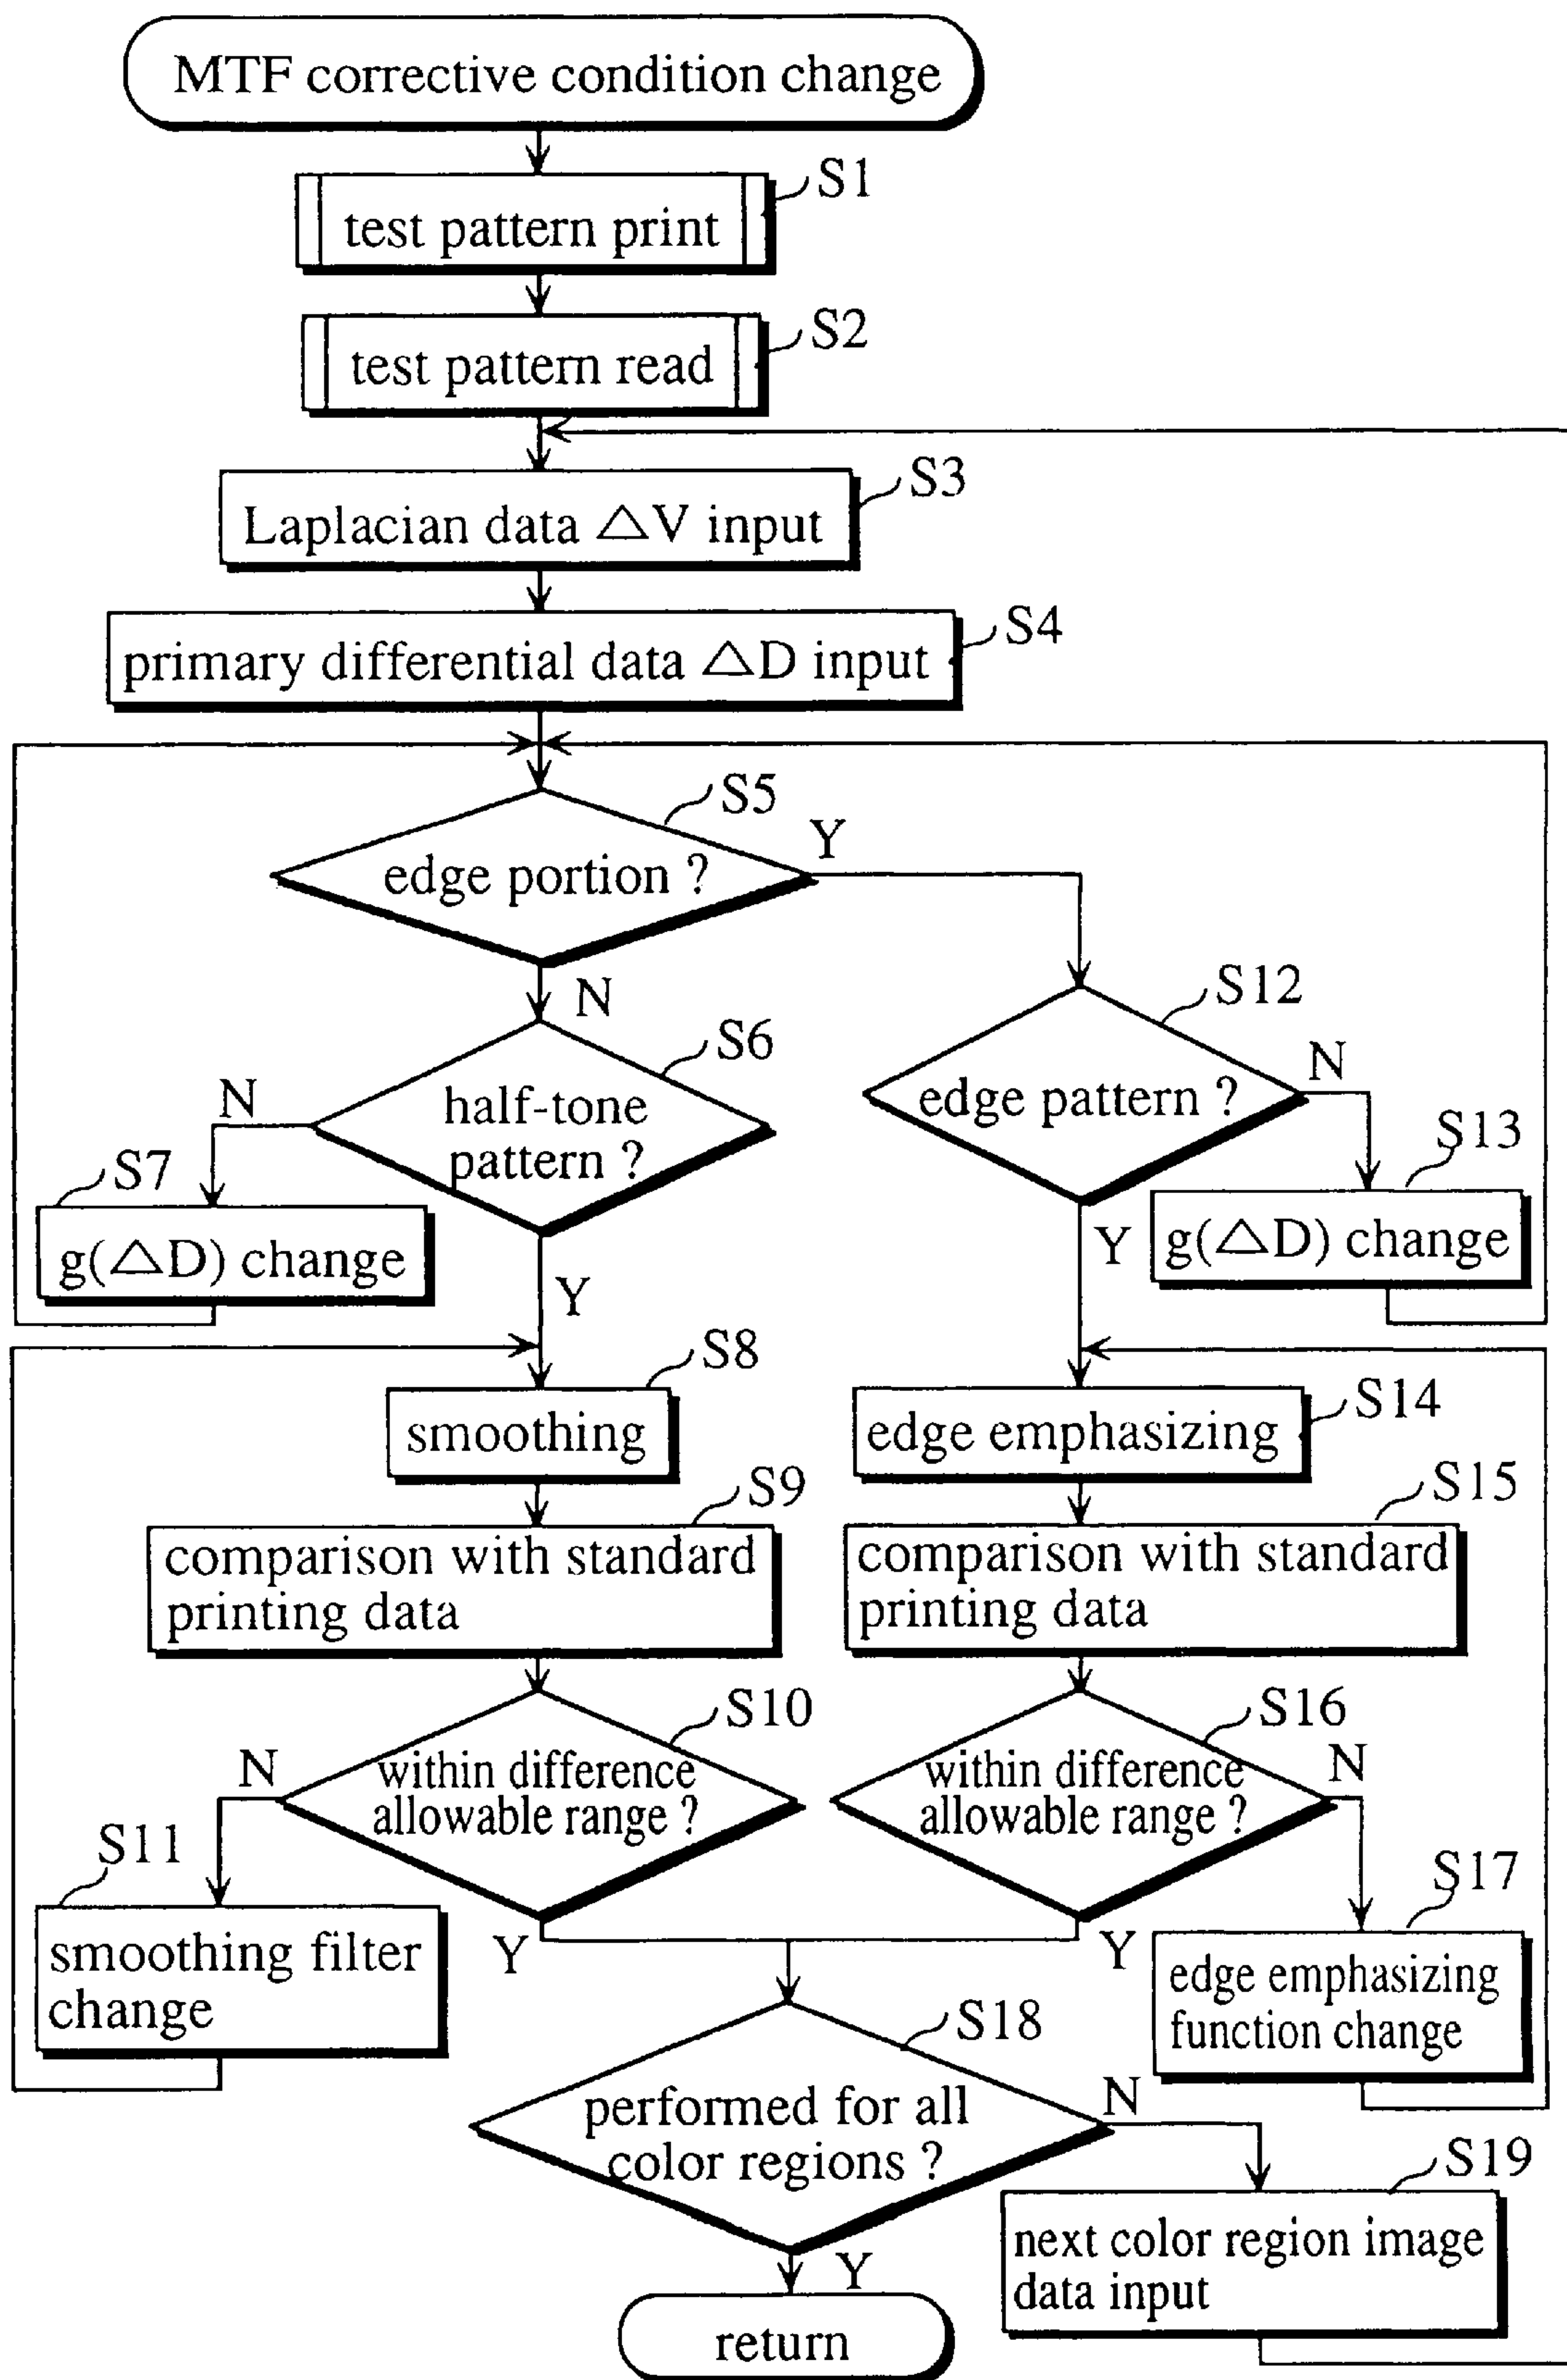 MTF corrective condition change
S1
test pattern print
S2
test pattern read
S3
Laplacian data △V input
S4
primary differential data △D input
S5
edge portion ?
Y
N
S6
half-tone
pattern ?
N
S7
g(△D) change
Y
S12
edge pattern ?
N
S13
g(△D) change
Y
S8
smoothing
S9
comparison with standard
printing data
S10
within difference
allowable range ?
N
S11
smoothing filter
change
Y
S14
edge emphasizing
S15
comparison with standard
printing data
S16
within difference
allowable range ?
N
S17
edge emphasizing
function change
Y
S18
performed for all
color regions ?
N
S19
next color region image
data input
Y
return